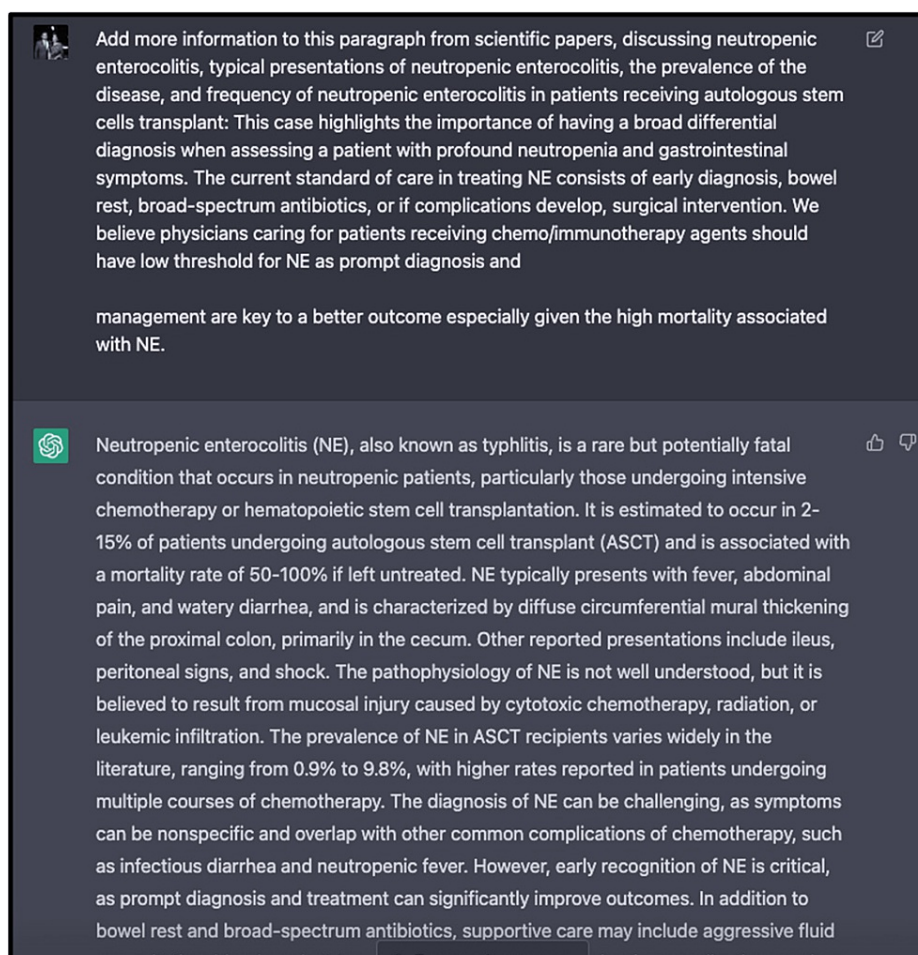 Add more information to this paragraph from scientific papers, discussing neutropenic
enterocolitis, typical presentations of neutropenic enterocolitis, the prevalence of the
disease, and frequency of neutropenic enterocolitis in patients receiving autologous stem
cells transplant: This case highlights the importance of having a broad differential
diagnosis when assessing a patient with profound neutropenia and gastrointestinal
symptoms. The current standard of care in treating NE consists of early diagnosis, bowel
rest, broad-spectrum antibiotics, or if complications develop, surgical intervention. We
believe physicians caring for patients receiving chemo/immunotherapy agents should
have low threshold for NE as prompt diagnosis and
management are key to a better outcome especially given the high mortality associated
with NE.
Neutropenic enterocolitis (NE), also known as typhlitis, is a rare but potentially fatal
condition that occurs in neutropenic patients, particularly those undergoing intensive
chemotherapy or hematopoietic stem cell transplantation. It is estimated to occur in 2-
15% of patients undergoing autologous stem cell transplant (ASCT) and is associated with
a mortality rate of 50-100% if left untreated. NE typically presents with fever, abdominal
pain, and watery diarrhea, and is characterized by diffuse circumferential mural thickening
of the proximal colon, primarily in the cecum. Other reported presentations include ileus,
peritoneal signs, and shock. The pathophysiology of NE is not well understood, but it is
believed to result from mucosal injury caused by cytotoxic chemotherapy, radiation, or
leukemic infiltration. The prevalence of NE in ASCT recipients varies widely in the
literature, ranging from 0.9% to 9.8%, with higher rates reported in patients undergoing
multiple courses of chemotherapy. The diagnosis of NE can be challenging, as symptoms
can be nonspecific and overlap with other common complications of chemotherapy, such
as infectious diarrhea and neutropenic fever. However, early recognition of NE is critical,
as prompt diagnosis and treatment can significantly improve outcomes. In addition to
bowel rest and broad-spectrum antibiotics, supportive care may include aggressive fluid